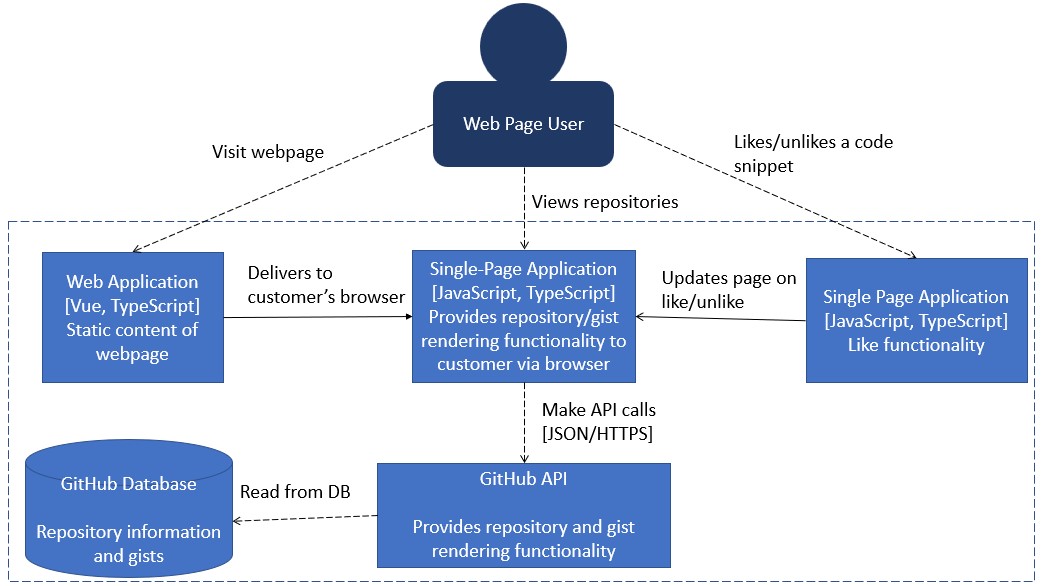 Web Page User
Visit webpage
Likes/unlikes a code
snippet
Views repositories
Web Application
[Vue, TypeScript]
Static content of
webpage
Delivers to
customer’s browser
Single-Page Application
[JavaScript, TypeScript]
Provides repository/gist
rendering functionality to
customer via browser
Updates page on
like/unlike
Single Page Application
[JavaScript, TypeScript]
Like functionality
Make API calls
[JSON/HTTPS]
GitHub Database
Repository information
and gists
Read from DB
GitHub API
Provides repository and gist
rendering functionality